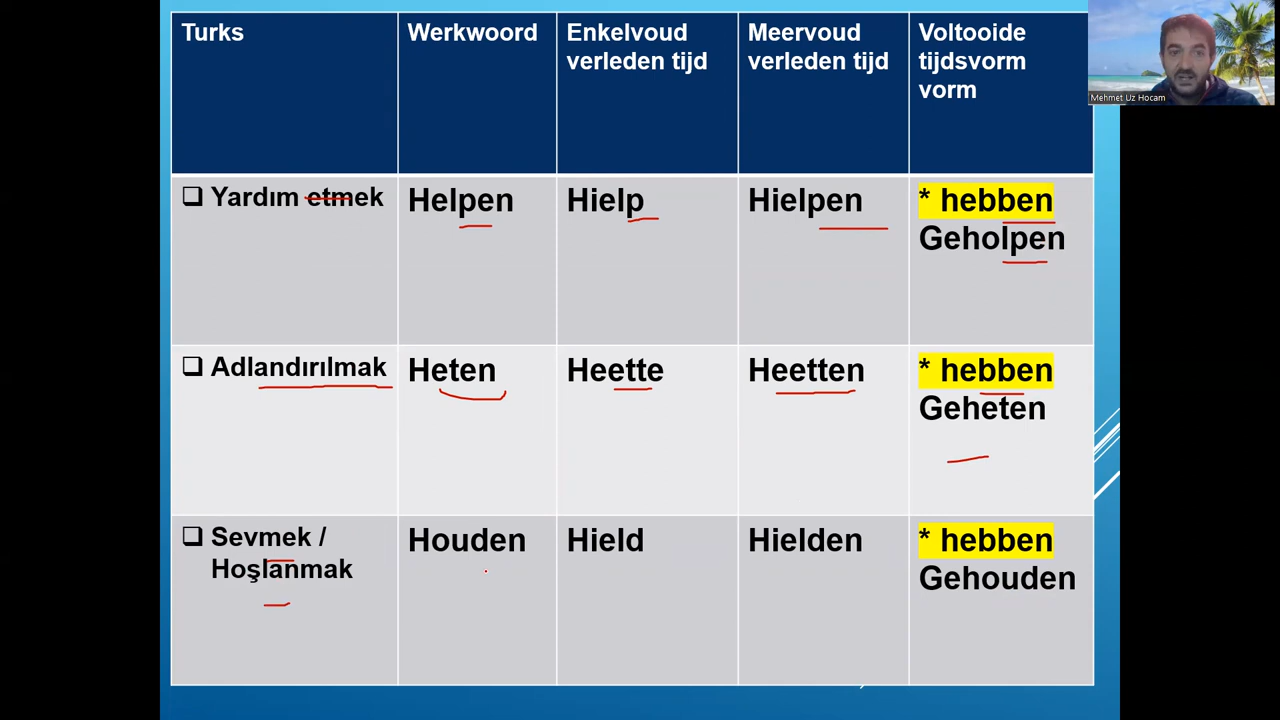 Turks
Werkwoord
Enkelvoud
verleden tijd
Meervoud
verleden tijd
Voltooide
tijdsvorm
vorm
Mehmet Uz Hocam
Yardım etmek
Helpen
Hielp
Hielpen
* hebben
Geholpen
Adlandırılmak
Heten
Heette
Heetten
* hebben
Geheten
Sevmek /
Hoşlanmak
Houden
Hield
Hielden
* hebben
Gehouden